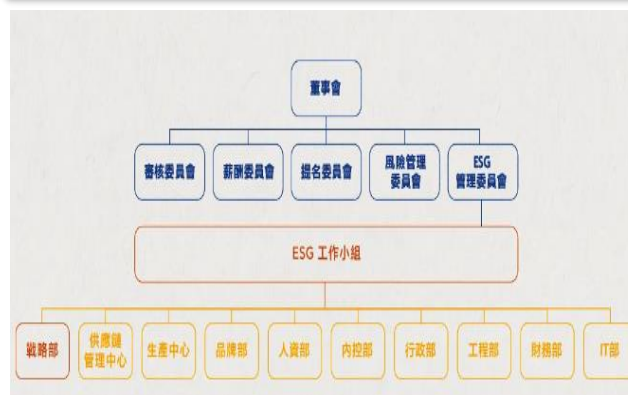 董事會
審核委員會
薪酬委員會
提名委員會
風險管理
委員會
ESG
管理委員會
ESG 工作小組
戰略部
供應鏈
管理中心
生產中心
品牌部
人資部
內控部
行政部
工程部
財務部
IT部